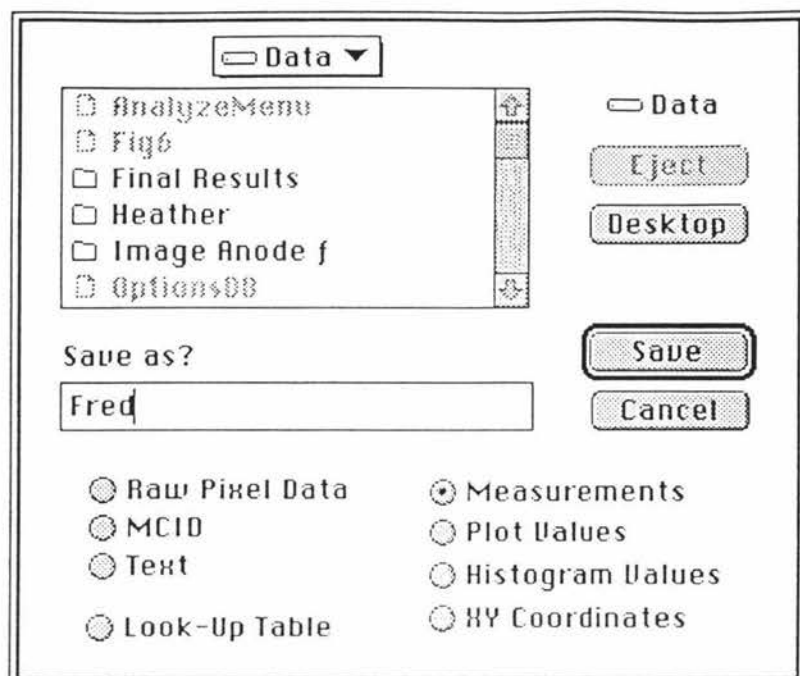 Data
AnalyzeMenu
Fig6
Final Results
Heather
Image Anode ƒ
OptionsDB
Data
Eject
Desktop
Save as?
Fred
Save
Cancel
Raw Pixel Data
MCID
Text
Look-Up Table
Measurements
Plot Values
Histogram Values
XY Coordinates